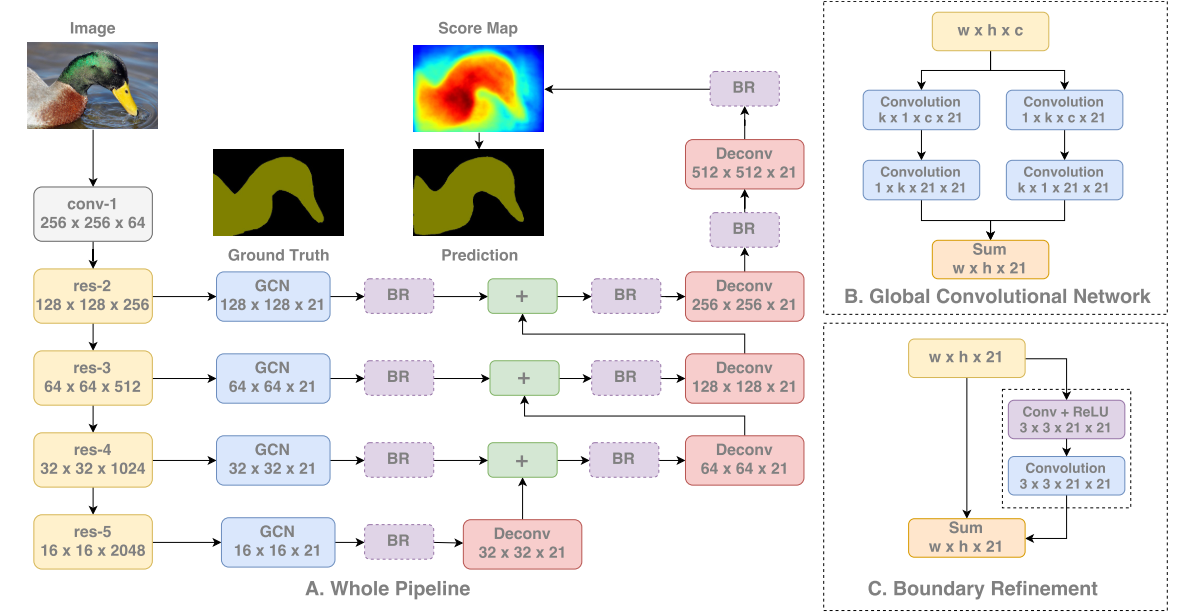 Image
Score Map
conv-1
256 x 256 x 64
Ground Truth
Prediction
BR
Deconv
512 x 512 x 21
BR
res-2
128 x 128 x 256
GCN
128 x 128 x 21
BR
+
BR
Deconv
256 x 256 x 21
res-3
64 x 64 x 512
GCN
64 x 64 x 21
BR
+
BR
Deconv
128 x 128 x 21
res-4
32 x 32 x 1024
GCN
32 x 32 x 21
BR
+
BR
Deconv
64 x 64 x 21
res-5
16 x 16 x 2048
GCN
16 x 16 x 21
BR
Deconv
32 x 32 x 21
A. Whole Pipeline
w x h x c
Convolution
k x 1 x c x 21
Convolution
1 x k x c x 21
Convolution
1 x k x 21 x 21
Convolution
k x 1 x 21 x 21
Sum
w x h x 21
B. Global Convolutional Network
w x h x 21
Conv + ReLU
3 x 3 x 21 x 21
Convolution
3 x 3 x 21 x 21
Sum
w x h x 21
C. Boundary Refinement